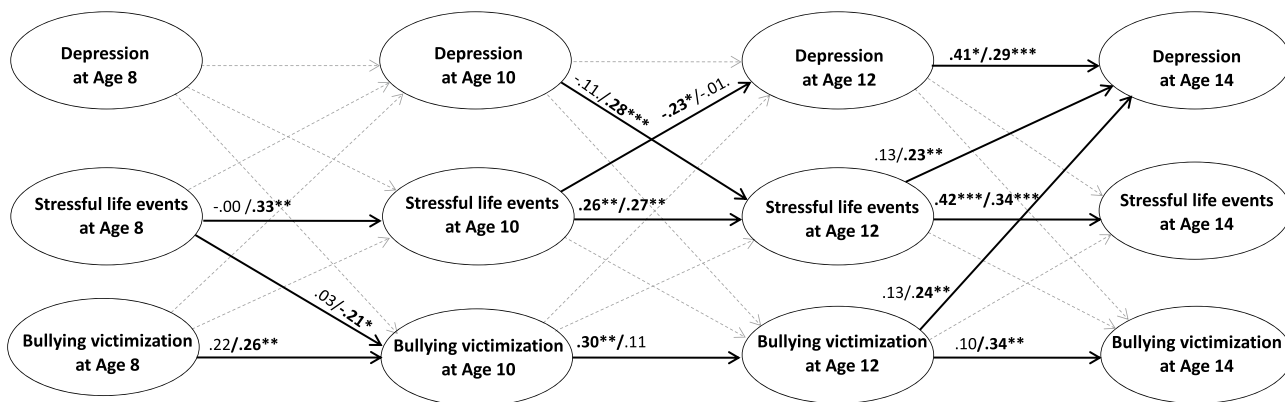 Depression
at Age 8
Depression
at Age 10
Depression
at Age 12
Depression
at Age 14
.41*/.29***
-.11./.28***
-.23*/-.01.
.13/.23**
Stressful life events
at Age 8
Stressful life events
at Age 10
Stressful life events
at Age 12
Stressful life events
at Age 14
-.00 /.33**
.26**/.27**
.42***/.34***
.03/-.21*
.13/.24**
Bullying victimization
at Age 8
Bullying victimization
at Age 10
Bullying victimization
at Age 12
Bullying victimization
at Age 14
.22/.26**
.30**/.11
.10/.34**